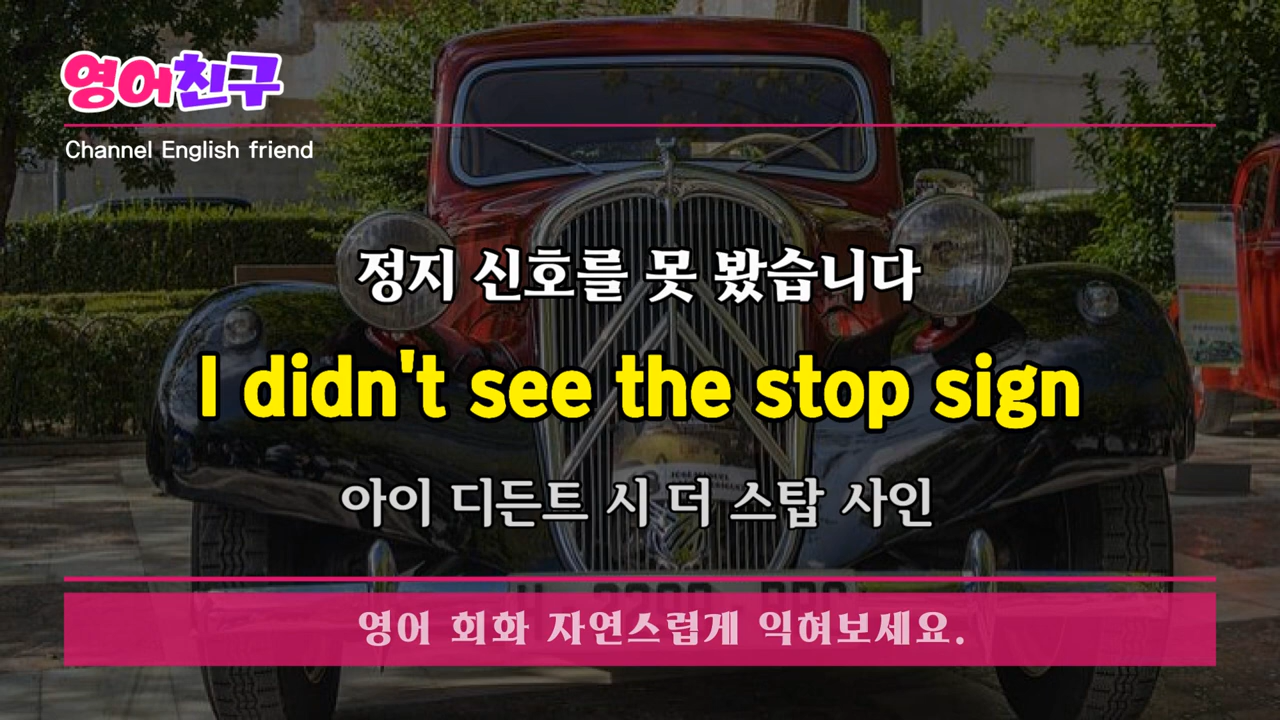 영어친구
Channel English friend
정지 신호를 못 봤습니다
I didn't see the stop sign
아이 디든트 시 더 스탑 사인
영어 회화 자연스럽게 익혀보세요.